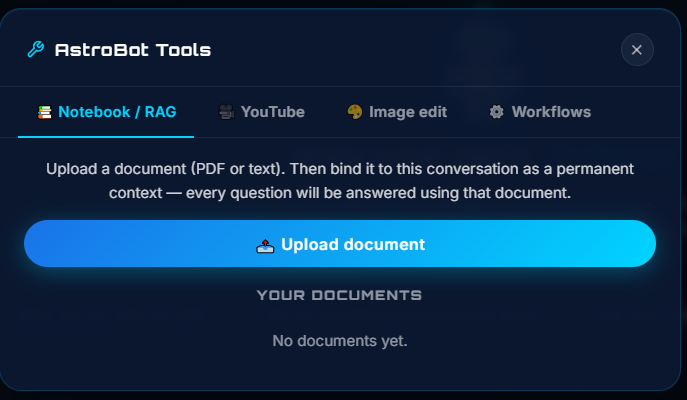 AstroBot Tools
Notebook / RAG
YouTube
Image edit
Workflows
Upload a document (PDF or text). Then bind it to this conversation as a permanent
context — every question will be answered using that document.
Upload document
YOUR DOCUMENTS
No documents yet.